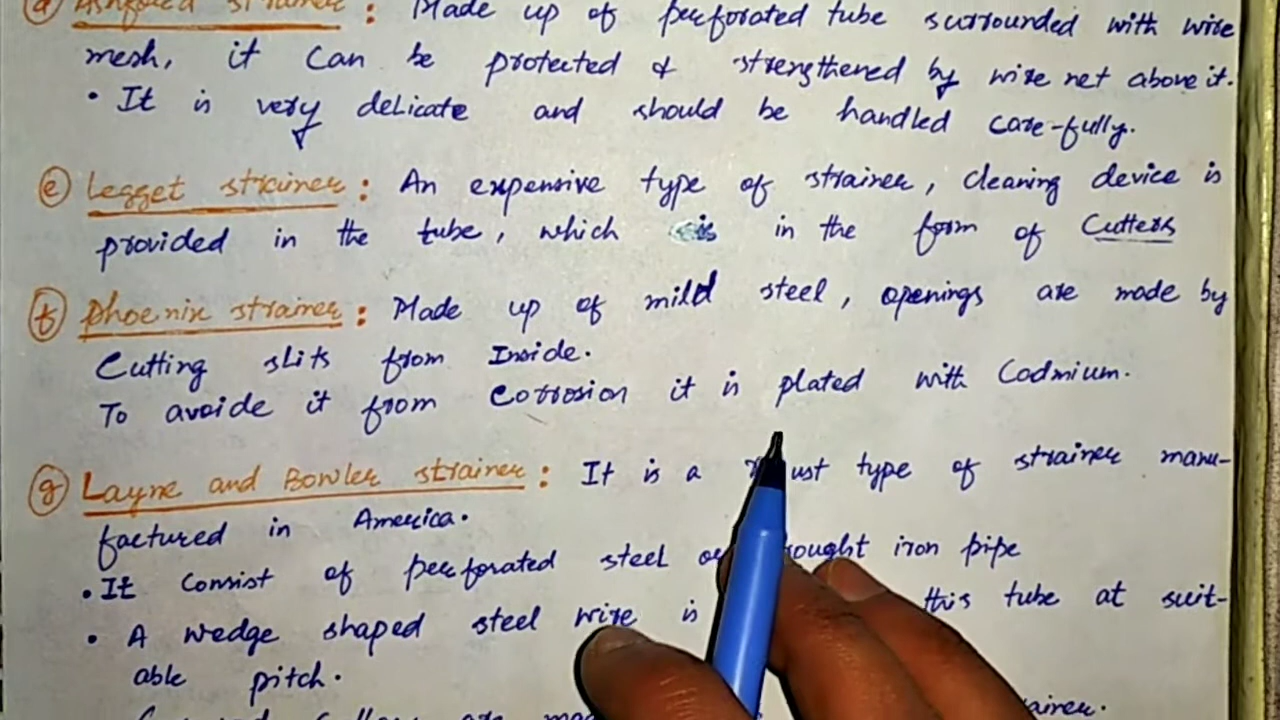 (d) Ashford strainer : Made up of perforated tube surrounded with wire
mesh, it can be protected & strengthened by wire net above it.
• It is very delicate and should be handled care-fully.
(e) Legget strainer : An expensive type of strainer, cleaning device is
provided in the tube, which is in the form of Cutters
(f) Phoenix strainer : Made up of mild steel, openings are made by
Cutting slits from Inside.
To avoide it from Corrosion it is plated with Cadmium.
(g) Layne and Bowler strainer : It is a type of strainer manu-
factured in America.
• It consist of perforated steel iron pipe
• A wedge shaped steel wire is this tube at suit-
able pitch.